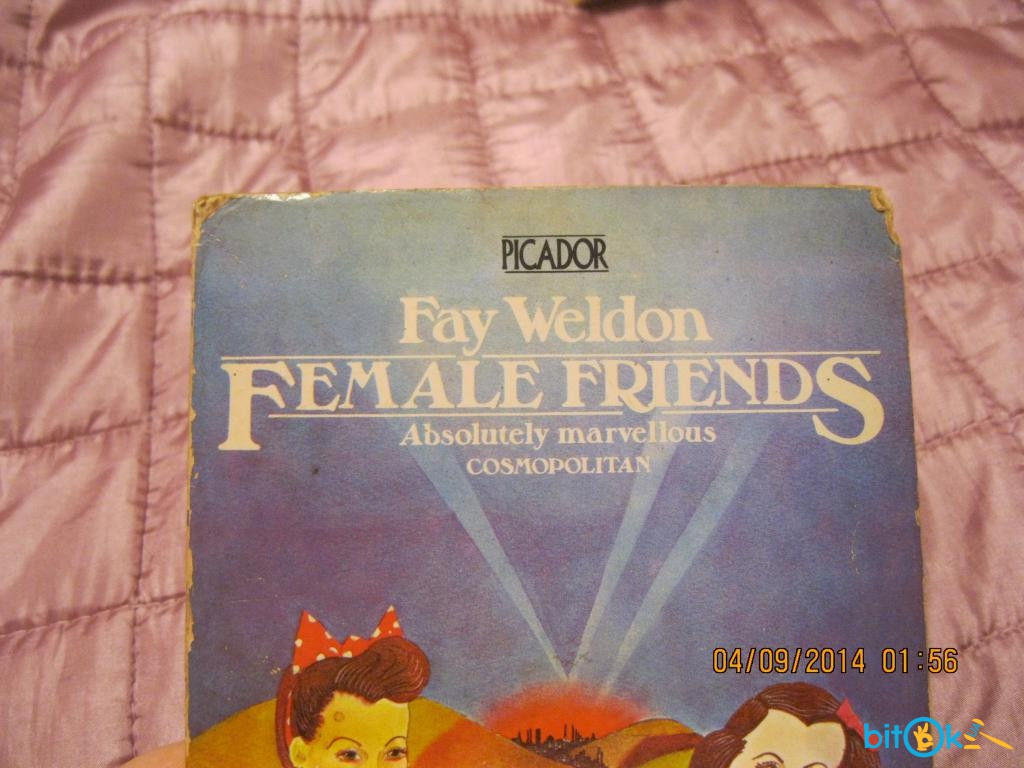 PICADOR
Fay Weldon
FEMALE FRIENDS
Absolutely marvellous
COSMOPOLITAN
04/09/2014 01:56
bitOk